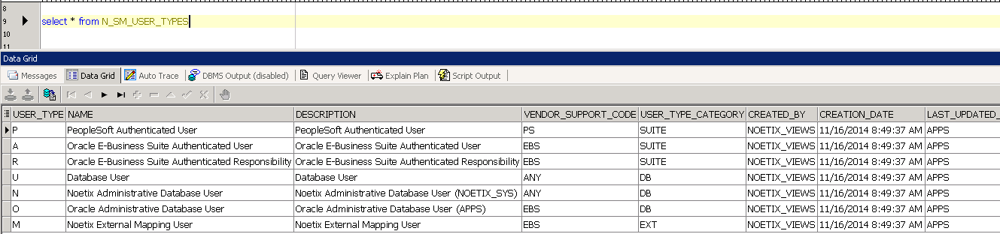 8
9 select * from N_SM_USER_TYPES
10
11
Data Grid
Messages Data Grid Auto Trace DBMS Output (disabled) Query Viewer Explain Plan Script Output
USER_TYPE NAME DESCRIPTION VENDOR_SUPPORT_CODE USER_TYPE_CATEGORY CREATED_BY CREATION_DATE LAST_UPDATED_
P PeopleSoft Authenticated User PeopleSoft Authenticated User PS SUITE NOETIX_VIEWS 11/16/2014 8:49:37 AM APPS
A Oracle E-Business Suite Authenticated User Oracle E-Business Suite Authenticated User EBS SUITE NOETIX_VIEWS 11/16/2014 8:49:37 AM APPS
R Oracle E-Business Suite Authenticated Responsibility Oracle E-Business Suite Authenticated Responsibility EBS SUITE NOETIX_VIEWS 11/16/2014 8:49:37 AM APPS
U Database User Database User ANY DB NOETIX_VIEWS 11/16/2014 8:49:37 AM APPS
N Noetix Administrative Database User Noetix Administrative Database User (NOETIX_SYS) ANY DB NOETIX_VIEWS 11/16/2014 8:49:37 AM APPS
O Oracle Administrative Database User Oracle Administrative Database User (APPS) EBS DB NOETIX_VIEWS 11/16/2014 8:49:37 AM APPS
M Noetix External Mapping User Noetix External Mapping User EBS EXT NOETIX_VIEWS 11/16/2014 8:49:37 AM APPS